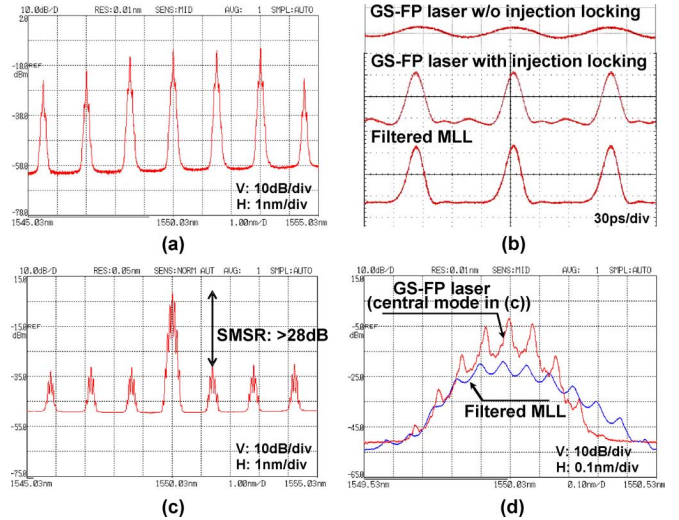 10.0dB/D RES:0.01nm SENS:MID AVG: 1 SMPL:AUTO
-10.0 REF
dBm
-30.0
-50.0
-70.0
V: 10dB/div
H: 1nm/div
1545.03nm 1550.03nm 1.00nm/D 1555.03nm
(a)
GS-FP laser w/o injection locking
GS-FP laser with injection locking
Filtered MLL
30ps/div
(b)
10.0dB/D RES:0.05nm SENS:NORM AUT AVG: 1 SMPL:AUTO
-15.0 REF
dBm
SMSR: >28dB
-35.0
-55.0
-75.0
V: 10dB/div
H: 1nm/div
1545.03nm 1550.03nm 1.00nm/D 1555.03nm
(c)
10.0dB/D RES:0.01nm SENS:MID AVG: 1 SMPL:AUTO
GS-FP laser
(central mode in (c))
-5.0 REF
dBm
-25.0
Filtered MLL
-45.0
V: 10dB/div
H: 0.1nm/div
-65.0
1549.53nm 1550.03nm 0.10nm/D 1550.53nm
(d)